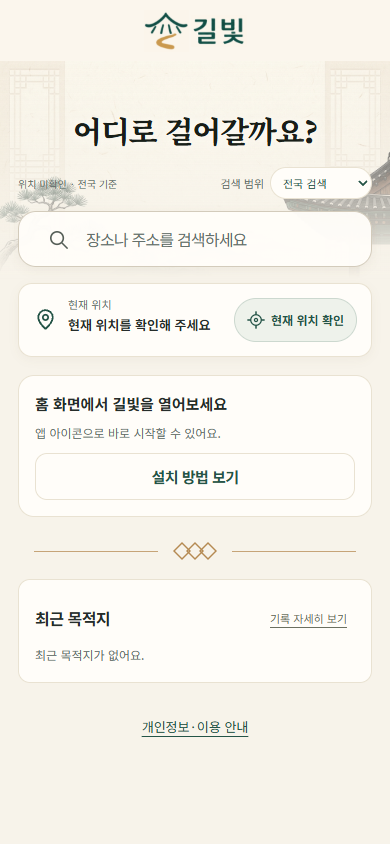 길빛
어디로 걸어갈까요?
위치 미확인 · 전국 기준
검색 범위
전국 검색
장소나 주소를 검색하세요
현재 위치
현재 위치를 확인해 주세요
현재 위치 확인
홈 화면에서 길빛을 열어보세요
앱 아이콘으로 바로 시작할 수 있어요.
설치 방법 보기
최근 목적지
기록 자세히 보기
최근 목적지가 없어요.
개인정보·이용 안내